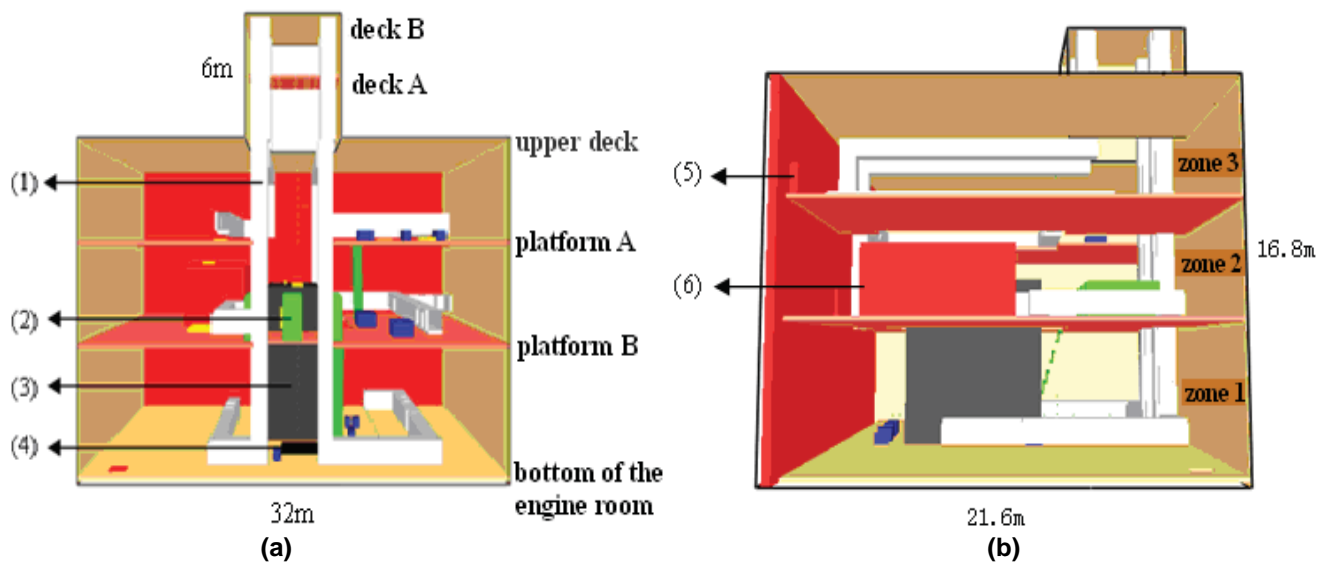 deck B
6m
deck A
upper deck
(1)
platform A
(2)
platform B
(3)
(4)
bottom of the
engine room
32m
(a)
zone 3
(5)
zone 2
16.8m
(6)
zone 1
21.6m
(b)